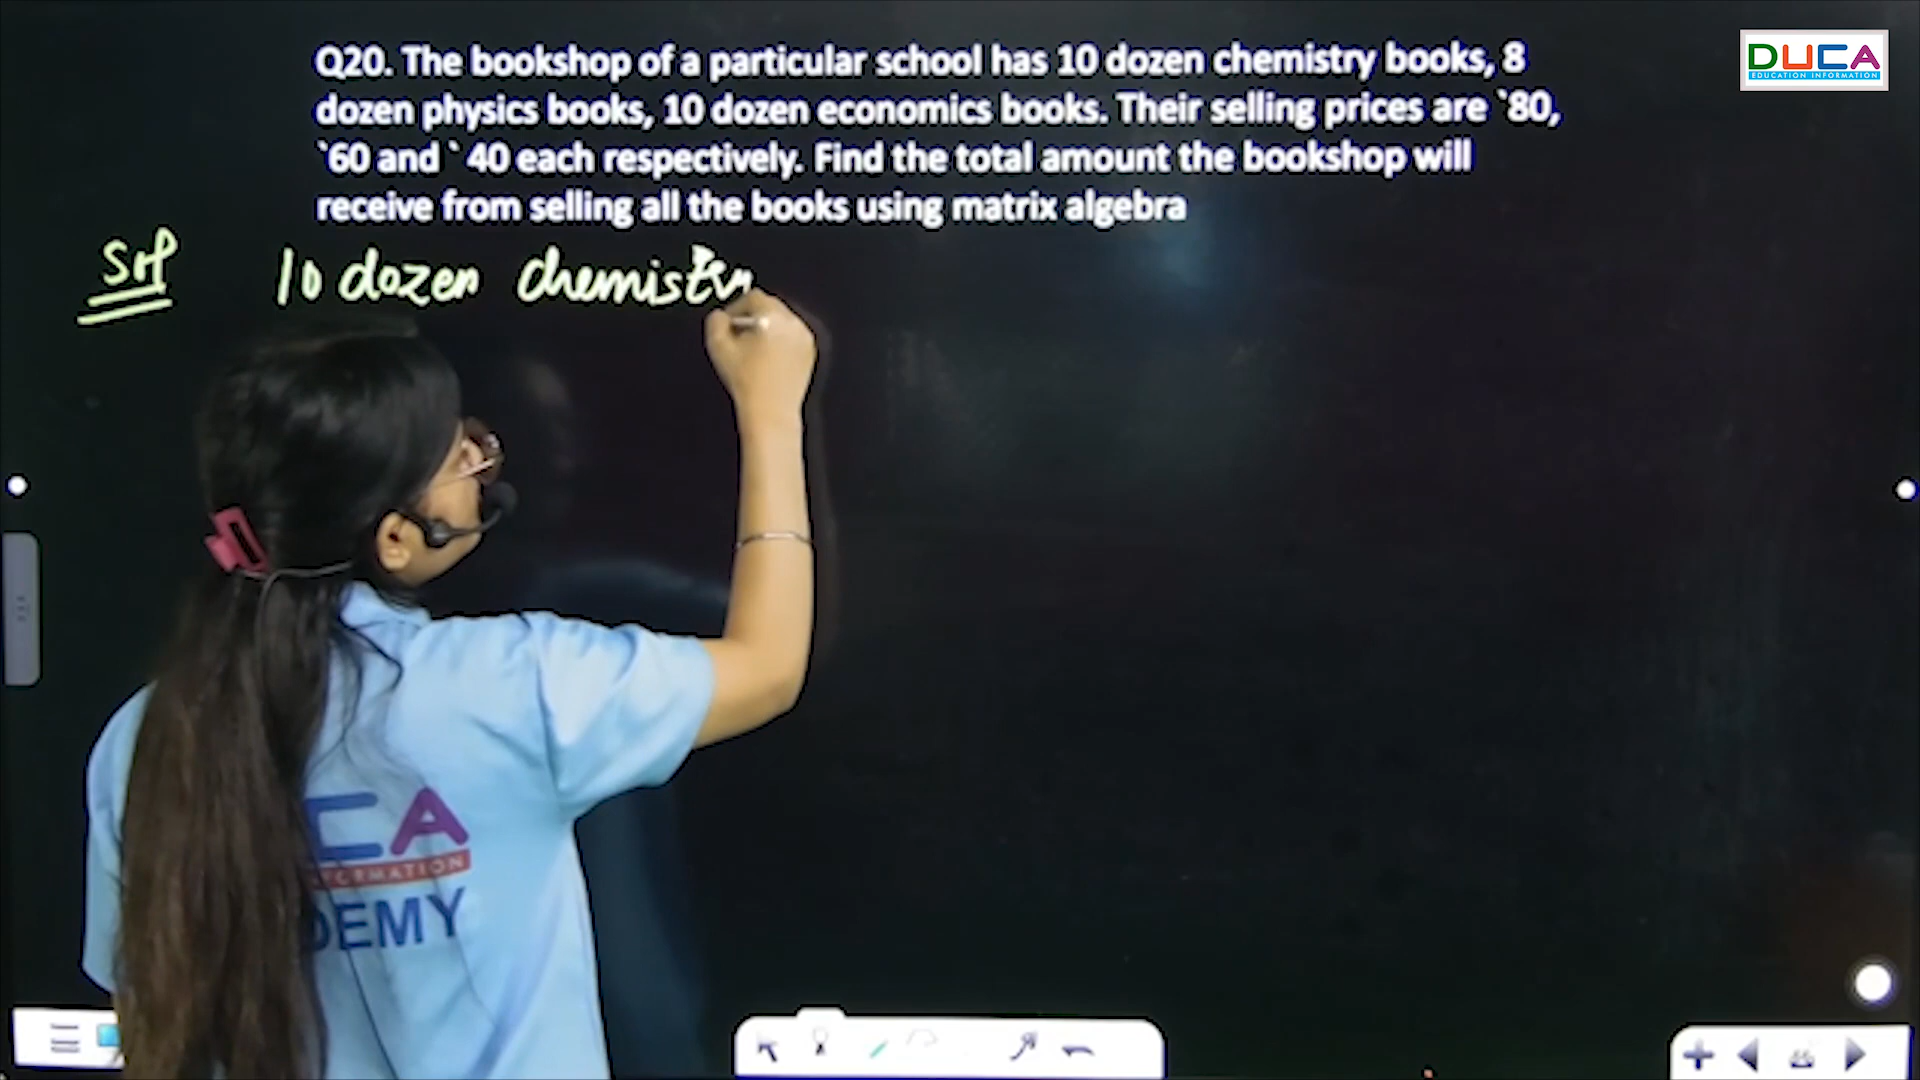 Q20. The bookshop of a particular school has 10 dozen chemistry books, 8
dozen physics books, 10 dozen economics books. Their selling prices are `80,
`60 and ` 40 each respectively. Find the total amount the bookshop will
receive from selling all the books using matrix algebra
DUCA
EDUCATION INFORMATION
10 dozen chemistry
CA
FORMATION
DEMY